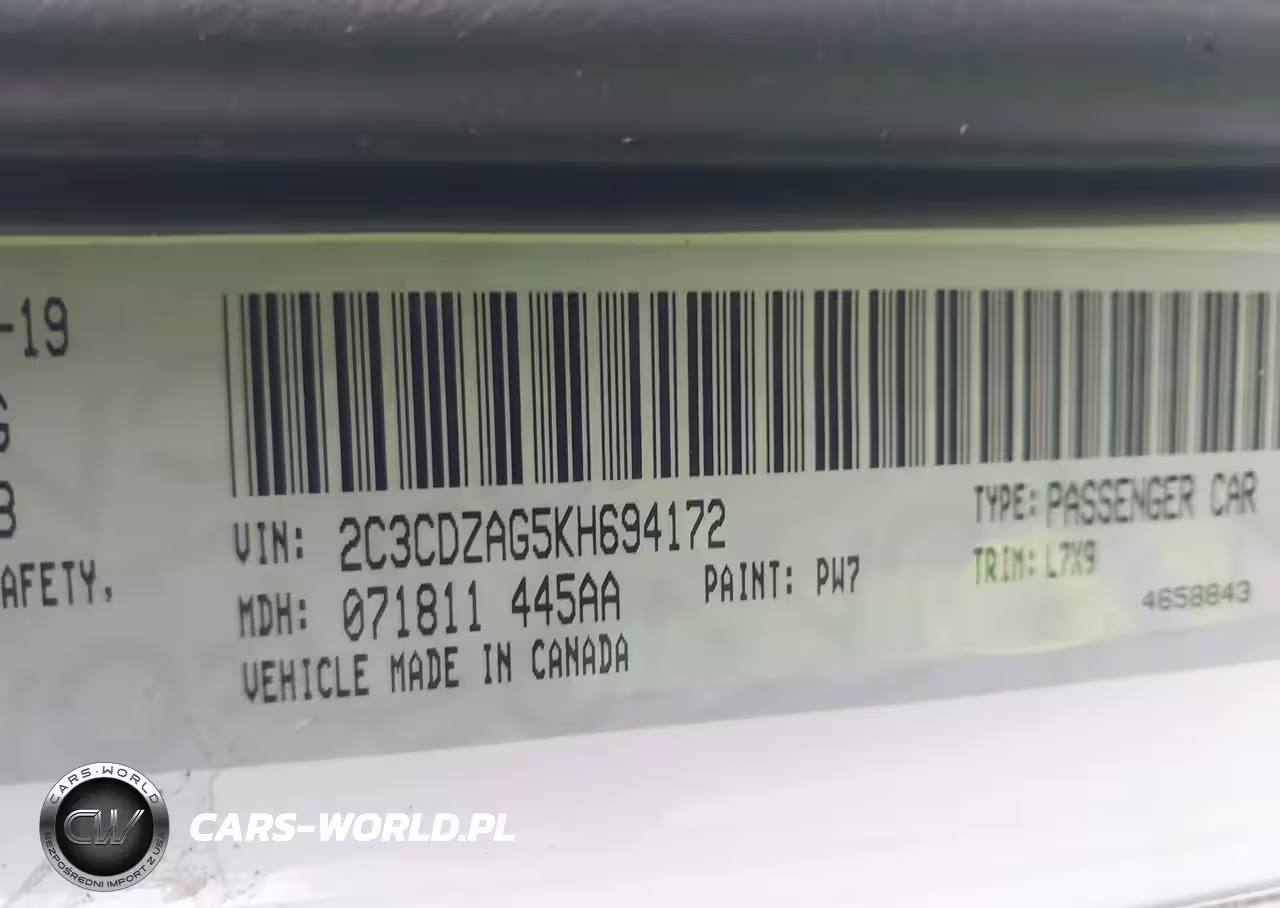 -19
AFETY,
VIN: 2C3CDZAG5KH694172
TYPE: PASSENGER CAR
MDH: 071811 445AA
PAINT: PW7
TRIM: L7X9
4658843
VEHICLE MADE IN CANADA
CARS-WORLD
CW
BEZPOŚREDNI IMPORT Z USA
CARS-WORLD.PL